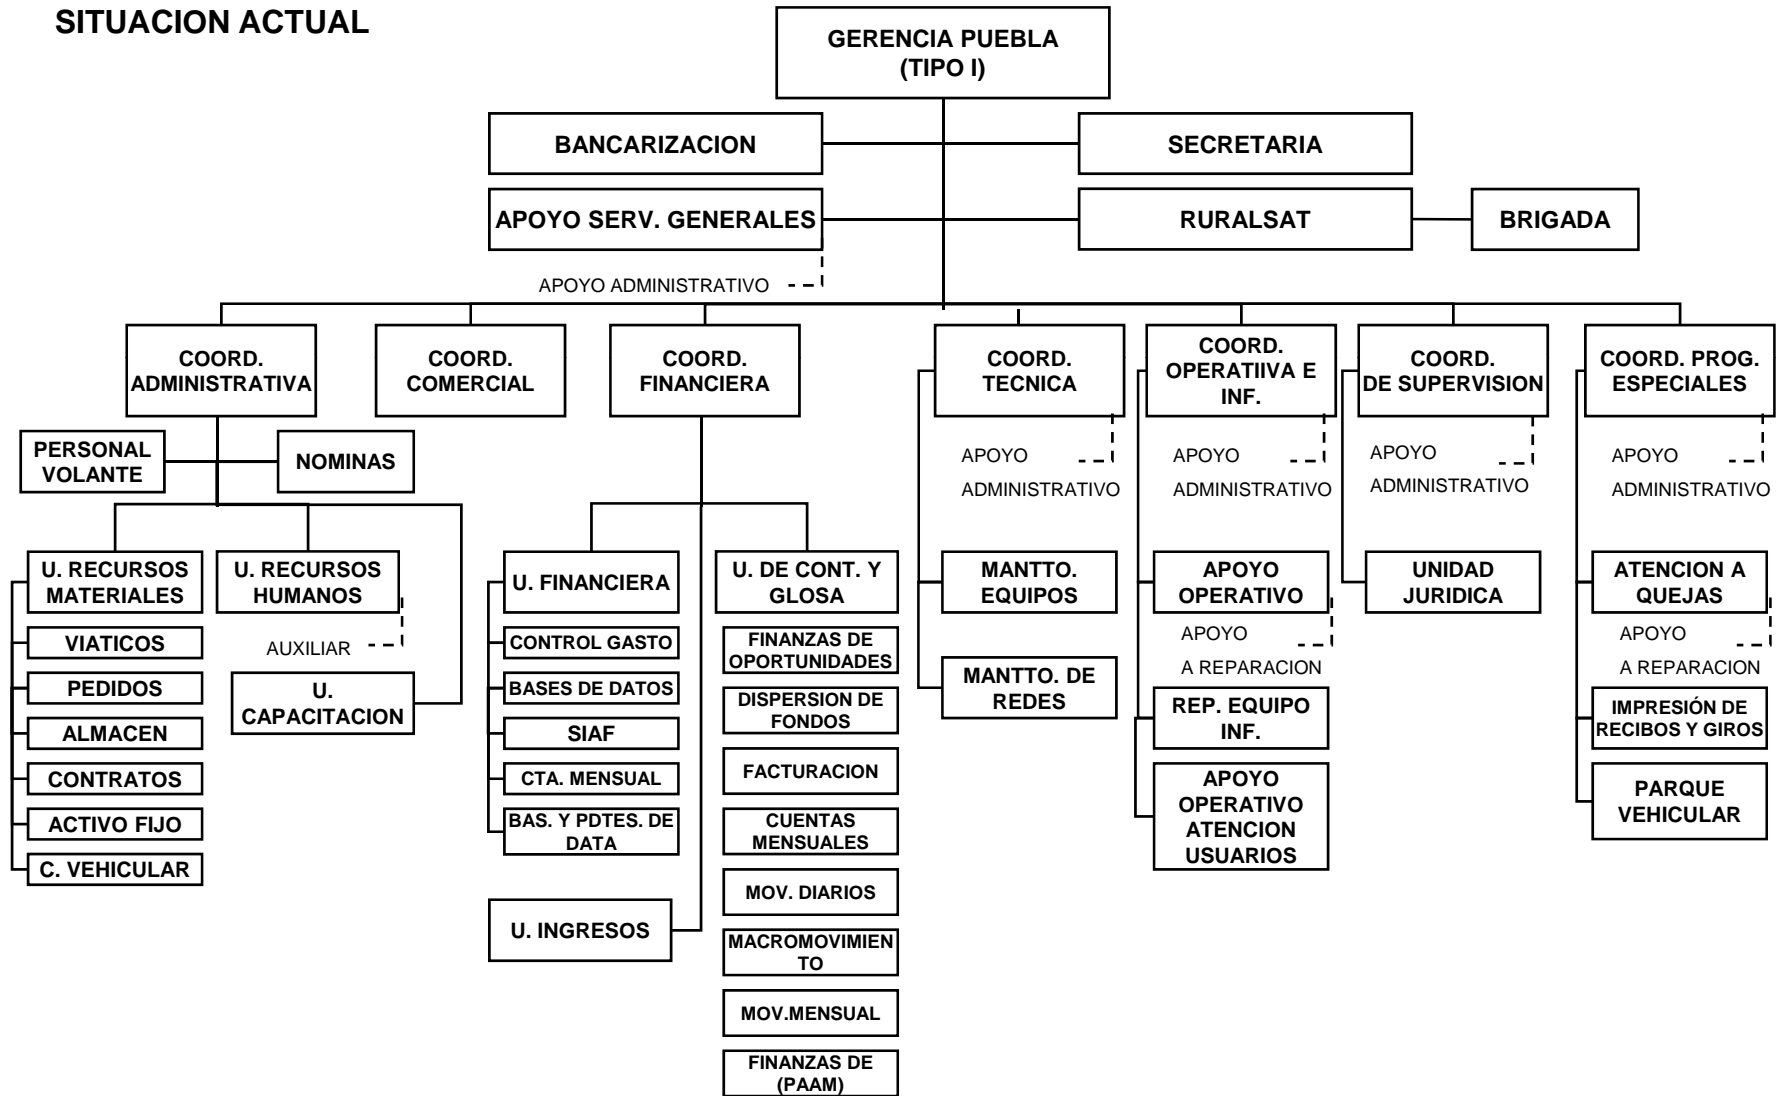 SITUACION ACTUAL
GERENCIA PUEBLA
(TIPO I)
BANCARIZACION
SECRETARIA
APOYO SERV. GENERALES
RURALSAT
BRIGADA
APOYO ADMINISTRATIVO
COORD.
ADMINISTRATIVA
COORD.
COMERCIAL
COORD.
FINANCIERA
COORD.
TECNICA
COORD.
OPERATIIVA E
INF.
COORD.
DE SUPERVISION
COORD. PROG.
ESPECIALES
PERSONAL
VOLANTE
NOMINAS
APOYO
ADMINISTRATIVO
APOYO
ADMINISTRATIVO
APOYO
ADMINISTRATIVO
APOYO
ADMINISTRATIVO
U. RECURSOS
MATERIALES
U. RECURSOS
HUMANOS
U. FINANCIERA
U. DE CONT. Y
GLOSA
MANTTO.
EQUIPOS
APOYO
OPERATIVO
UNIDAD
JURIDICA
ATENCION A
QUEJAS
VIATICOS
PEDIDOS
ALMACEN
CONTRATOS
ACTIVO FIJO
C. VEHICULAR
AUXILIAR
U.
CAPACITACION
CONTROL GASTO
BASES DE DATOS
SIAF
CTA. MENSUAL
BAS. Y PDTES. DE
DATA
U. INGRESOS
FINANZAS DE
OPORTUNIDADES
DISPERSION DE
FONDOS
FACTURACION
CUENTAS
MENSUALES
MOV. DIARIOS
MACROMOVIMIEN
TO
MOV.MENSUAL
FINANZAS DE
(PAAM)
MANTTO. DE
REDES
APOYO
A REPARACION
REP. EQUIPO
INF.
APOYO
OPERATIVO
ATENCION
USUARIOS
APOYO
A REPARACION
IMPRESIÓN DE
RECIBOS Y GIROS
PARQUE
VEHICULAR